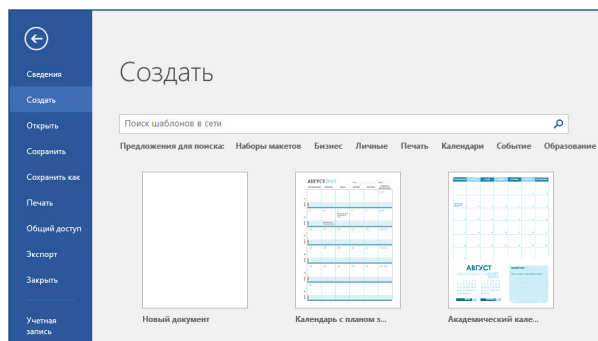 Создать
Сведения
Создать
Открыть
Сохранить
Сохранить как
Печать
Общий доступ
Экспорт
Закрыть
Учетная
запись
Поиск шаблонов в сети
Предложения для поиска: Наборы макетов Бизнес Личные Печать Календари Событие Образование
АВГУСТ
АВГУСТ
Новый документ
Календарь с планом з...
Академический кале...